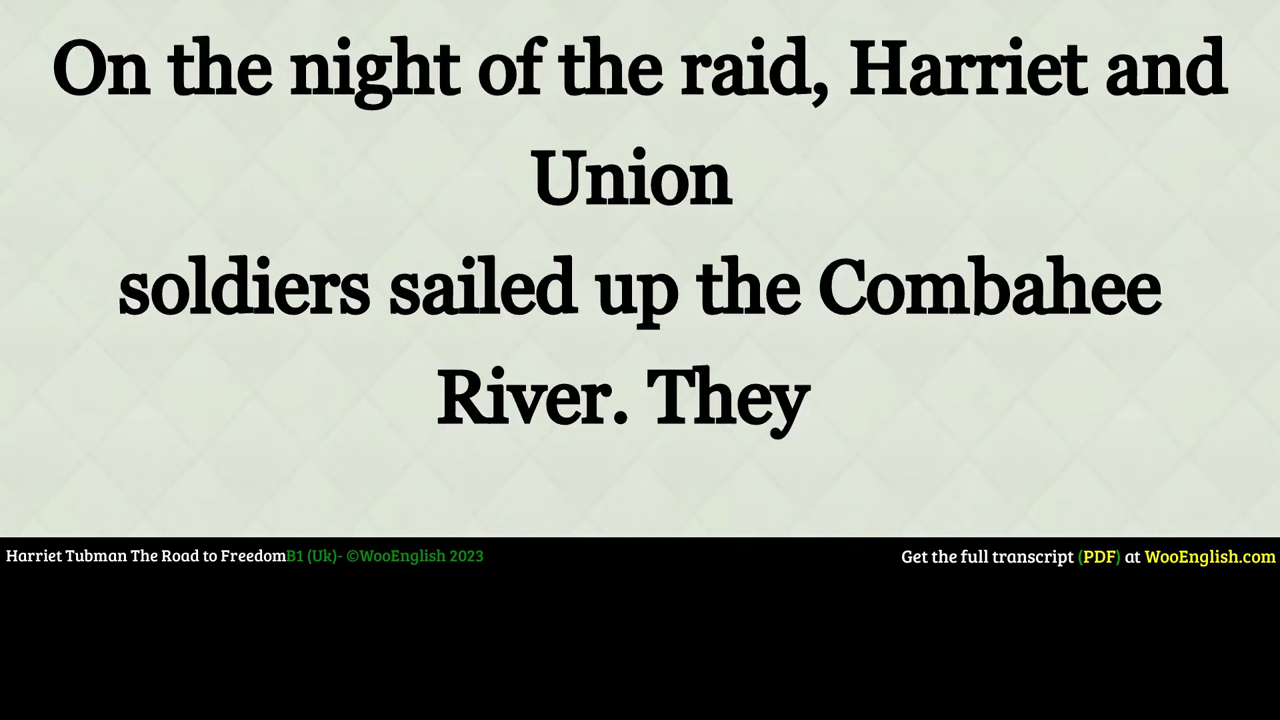 On the night of the raid, Harriet and
Union
soldiers sailed up the Combahee
River. They
Harriet Tubman The Road to FreedomB1 (Uk)- ©WooEnglish 2023
Get the full transcript (PDF) at WooEnglish.com